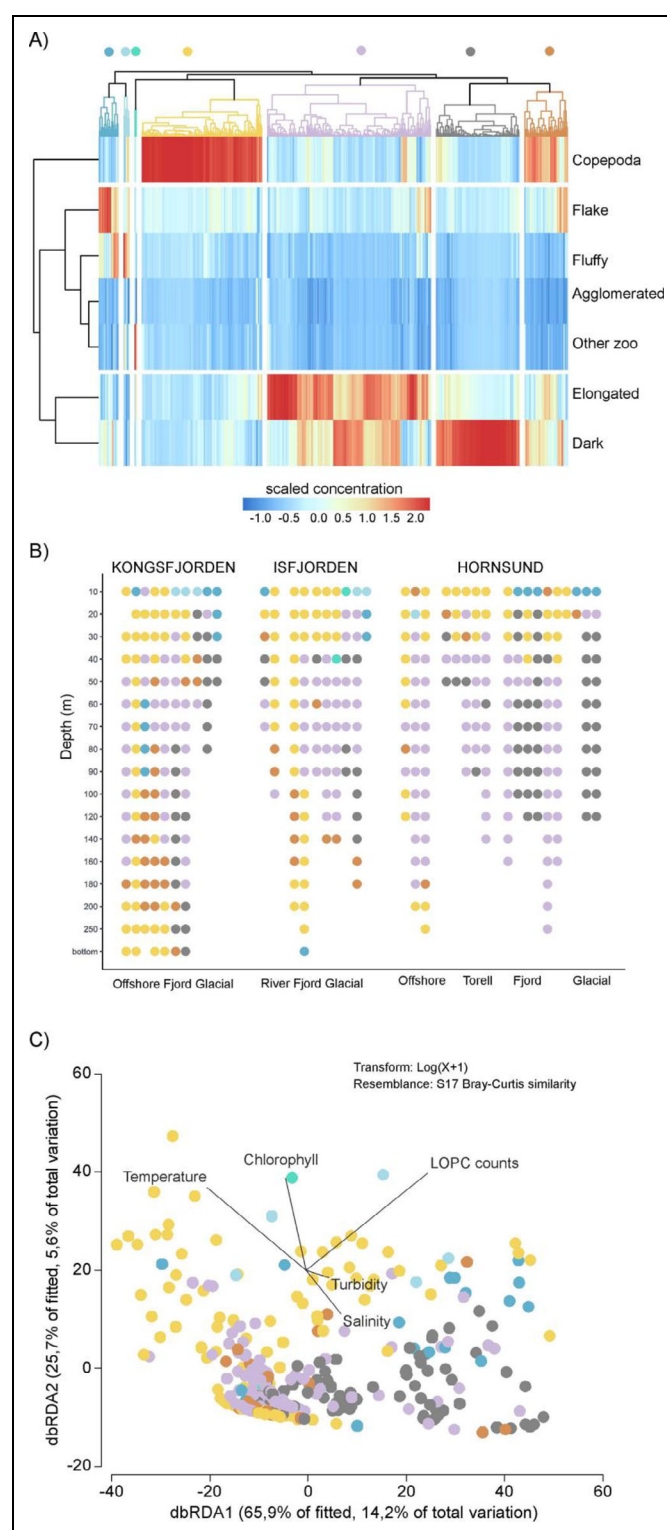 A)
Copepoda
Flake
Fluffy
Agglomerated
Other zoo
Elongated
Dark
scaled concentration
-1.0 -0.5 0.0 0.5 1.0 1.5 2.0
B)
KONGSFJORDEN ISFJORDEN HORNSUND
Depth (m)
10
20
30
40
50
60
70
80
90
100
120
140
160
180
200
250
bottom
Offshore Fjord Glacial River Fjord Glacial Offshore Torell Fjord Glacial
C)
Transform: Log(X+1)
Resemblance: S17 Bray-Curtis similarity
dbRDA2 (25,7% of fitted, 5,6% of total variation)
60
40
20
0
-20
Chlorophyll
LOPC counts
Temperature
Turbidity
Salinity
-40 -20 0 20 40 60
dbRDA1 (65,9% of fitted, 14,2% of total variation)